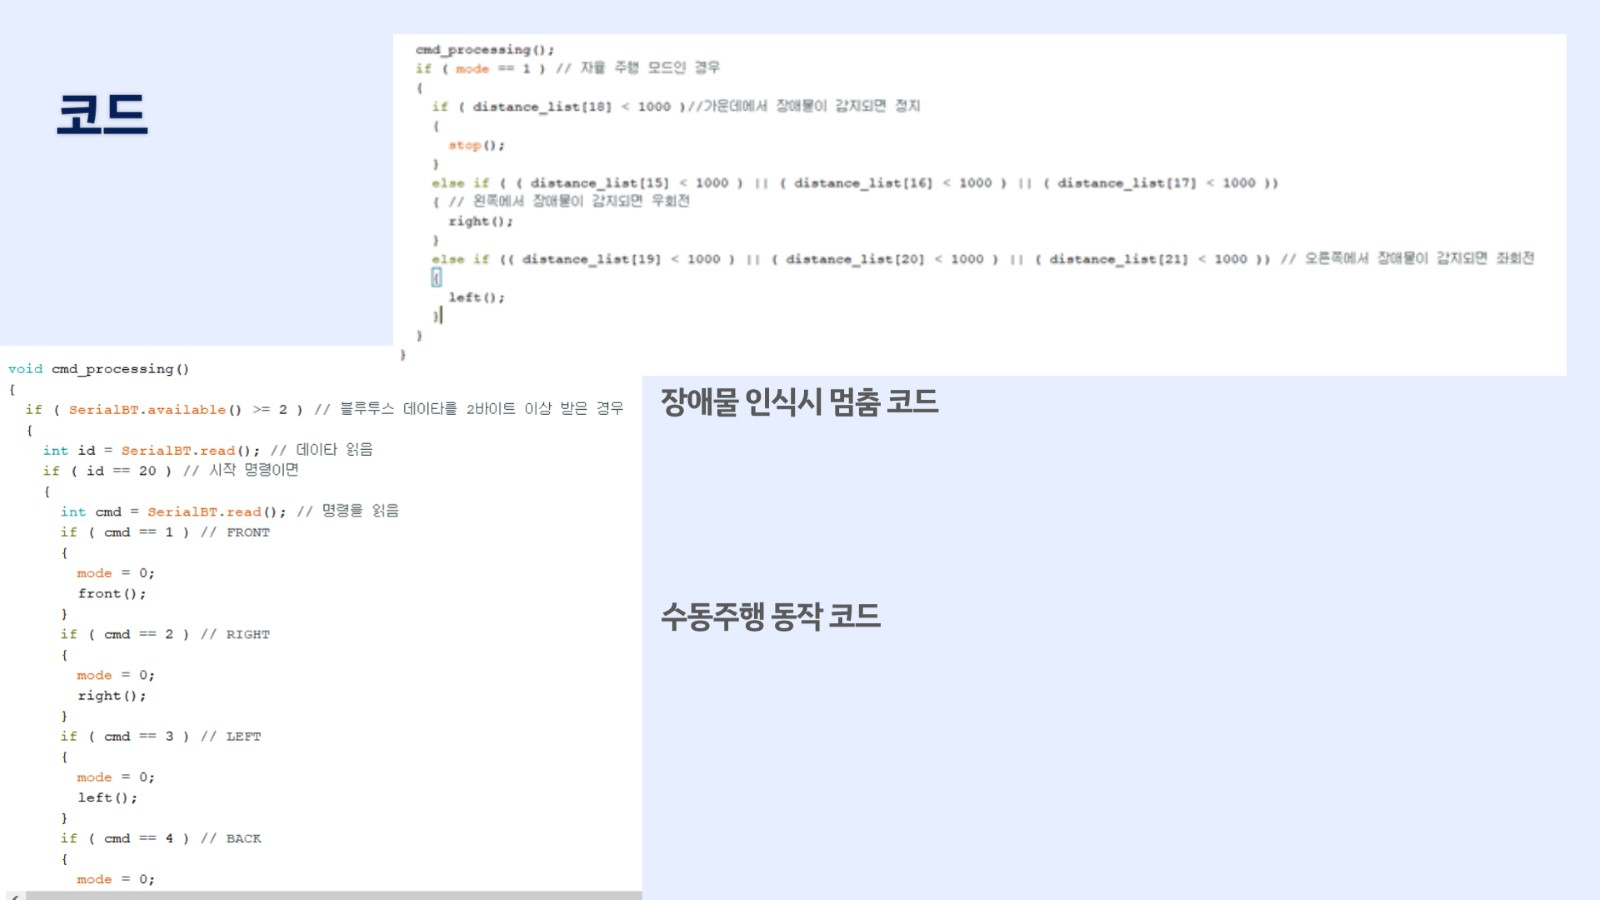 코드
cmd_processing();
if ( mode == 1 ) // 자율 주행 모드인 경우
{
if ( distance_list[18] < 1000 )//가운데에서 장애물이 감지되면 정지
{
stop();
}
else if ( ( distance_list[15] < 1000 ) || ( distance_list[16] < 1000 ) || ( distance_list[17] < 1000 ))
{ // 왼쪽에서 장애물이 감지되면 우회전
right();
}
else if (( distance_list[19] < 1000 ) || ( distance_list[20] < 1000 ) || ( distance_list[21] < 1000 )) // 오른쪽에서 장애물이 감지되면 좌회전
{
left();
}
}
}
void cmd_processing()
{
if ( SerialBT.available() >= 2 ) // 블루투스 데이타를 2바이트 이상 받은 경우
{
int id = SerialBT.read(); // 데이타 읽음
if ( id == 20 ) // 시작 명령이면
{
int cmd = SerialBT.read(); // 명령을 읽음
if ( cmd == 1 ) // FRONT
{
mode = 0;
front();
}
if ( cmd == 2 ) // RIGHT
{
mode = 0;
right();
}
if ( cmd == 3 ) // LEFT
{
mode = 0;
left();
}
if ( cmd == 4 ) // BACK
{
mode = 0;
장애물 인식시 멈춤 코드
수동주행 동작 코드